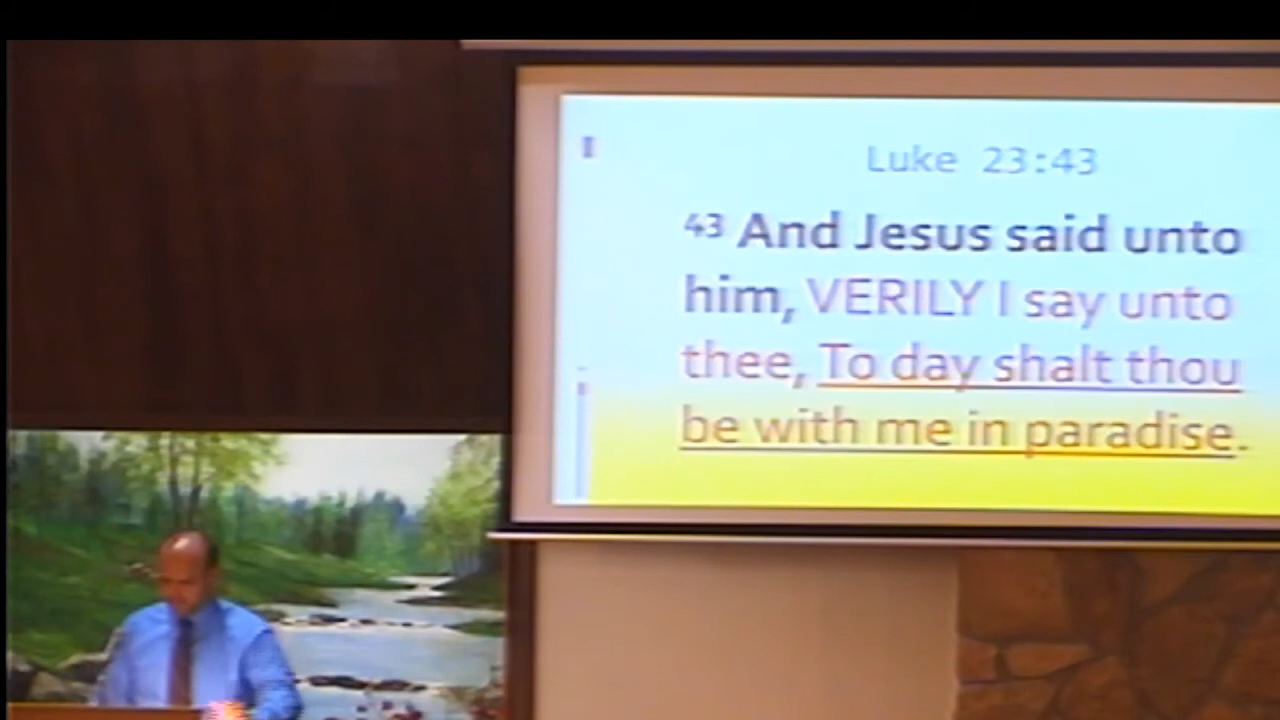 Luke 23:43
43 And Jesus said unto
him, VERILY I say unto
thee, To day shalt thou
be with me in paradise.